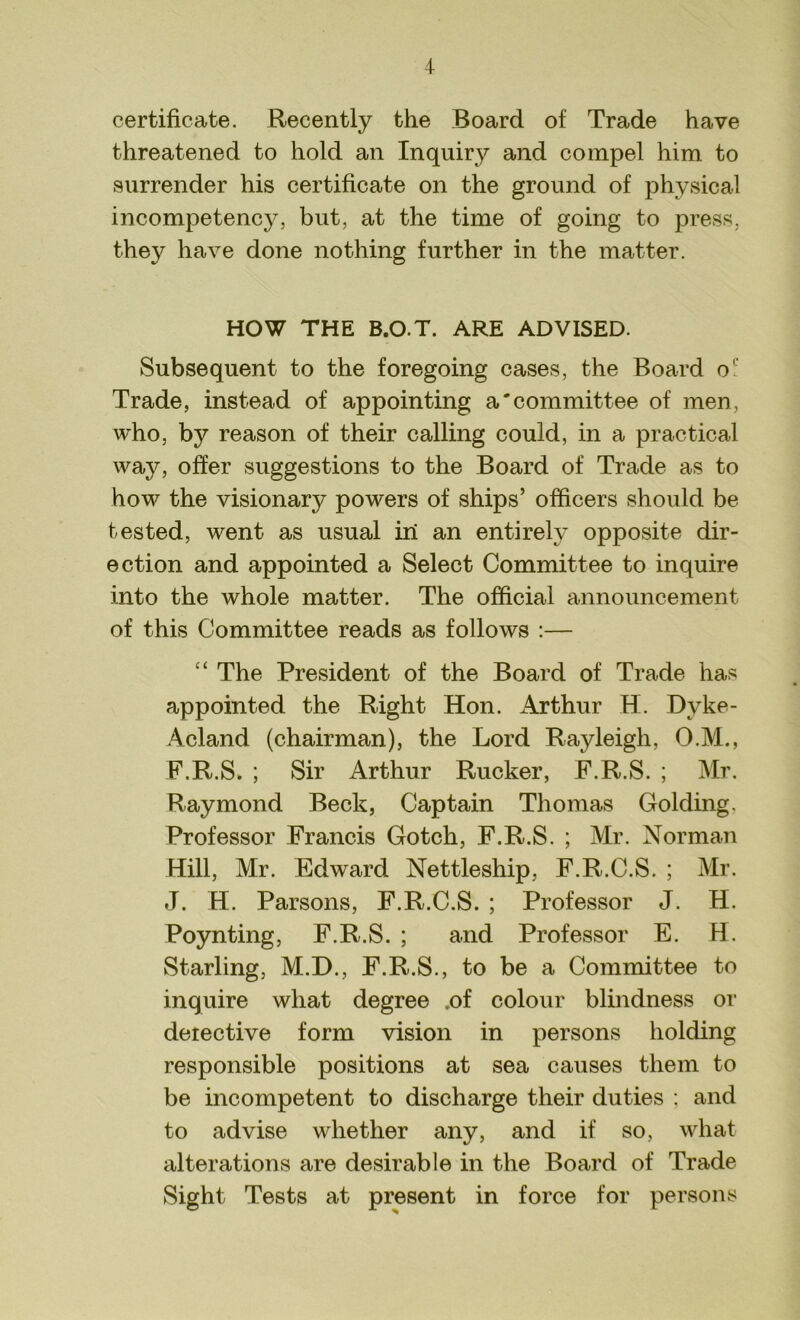 4
certificate. Recently the Board of Trade have
threatened to hold an Inquiry and compel him to
surrender his certificate on the ground of physical
incompetency, but, at the time of going to press,
they have done nothing further in the matter.
HOW THE B.O.T. ARE ADVISED.
Subsequent to the foregoing cases, the Board of
Trade, instead of appointing a committee of men,
who, by reason of their calling could, in a practical
way, offer suggestions to the Board of Trade as to
how the visionary powers of ships’ officers should be
tested, went as usual in an entirely opposite dir-
ection and appointed a Select Committee to inquire
into the whole matter. The official announcement
of this Committee reads as follows :—
“ The President of the Board of Trade has
appointed the Right Hon. Arthur H. Dyke-
Acland (chairman), the Lord Rayleigh, O.M.,
F.R.S. ; Sir Arthur Rucker, F.R.S. ; Mr.
Raymond Beck, Captain Thomas Golding,
Professor Francis Gotch, F.R.S. ; Mr. Norman
Hill, Mr. Edward Nettleship, F.R.C.S. ; Mr.
J. H. Parsons, F.R.C.S. ; Professor J. H.
Poynting, F.R.S. ; and Professor E. H.
Starling, M.D., F.R.S., to be a Committee to
inquire what degree of colour blindness or
detective form vision in persons holding
responsible positions at sea causes them to
be incompetent to discharge their duties ; and
to advise whether any, and if so, what
alterations are desirable in the Board of Trade
Sight Tests at present in force for persons